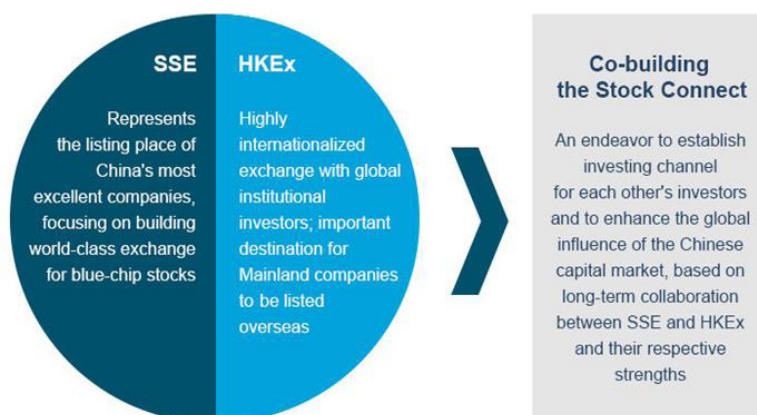 SSE
Represents
the listing place of
China's most
excellent companies,
focusing on building
world-class exchange
for blue-chip stocks
HKEx
Highly
internationalized
exchange with global
institutional
investors; important
destination for
Mainland companies
to be listed
overseas
Co-building
the Stock Connect
An endeavor to establish
investing channel
for each other's investors
and to enhance the global
influence of the Chinese
capital market, based on
long-term collaboration
between SSE and HKEx
and their respective
strengths